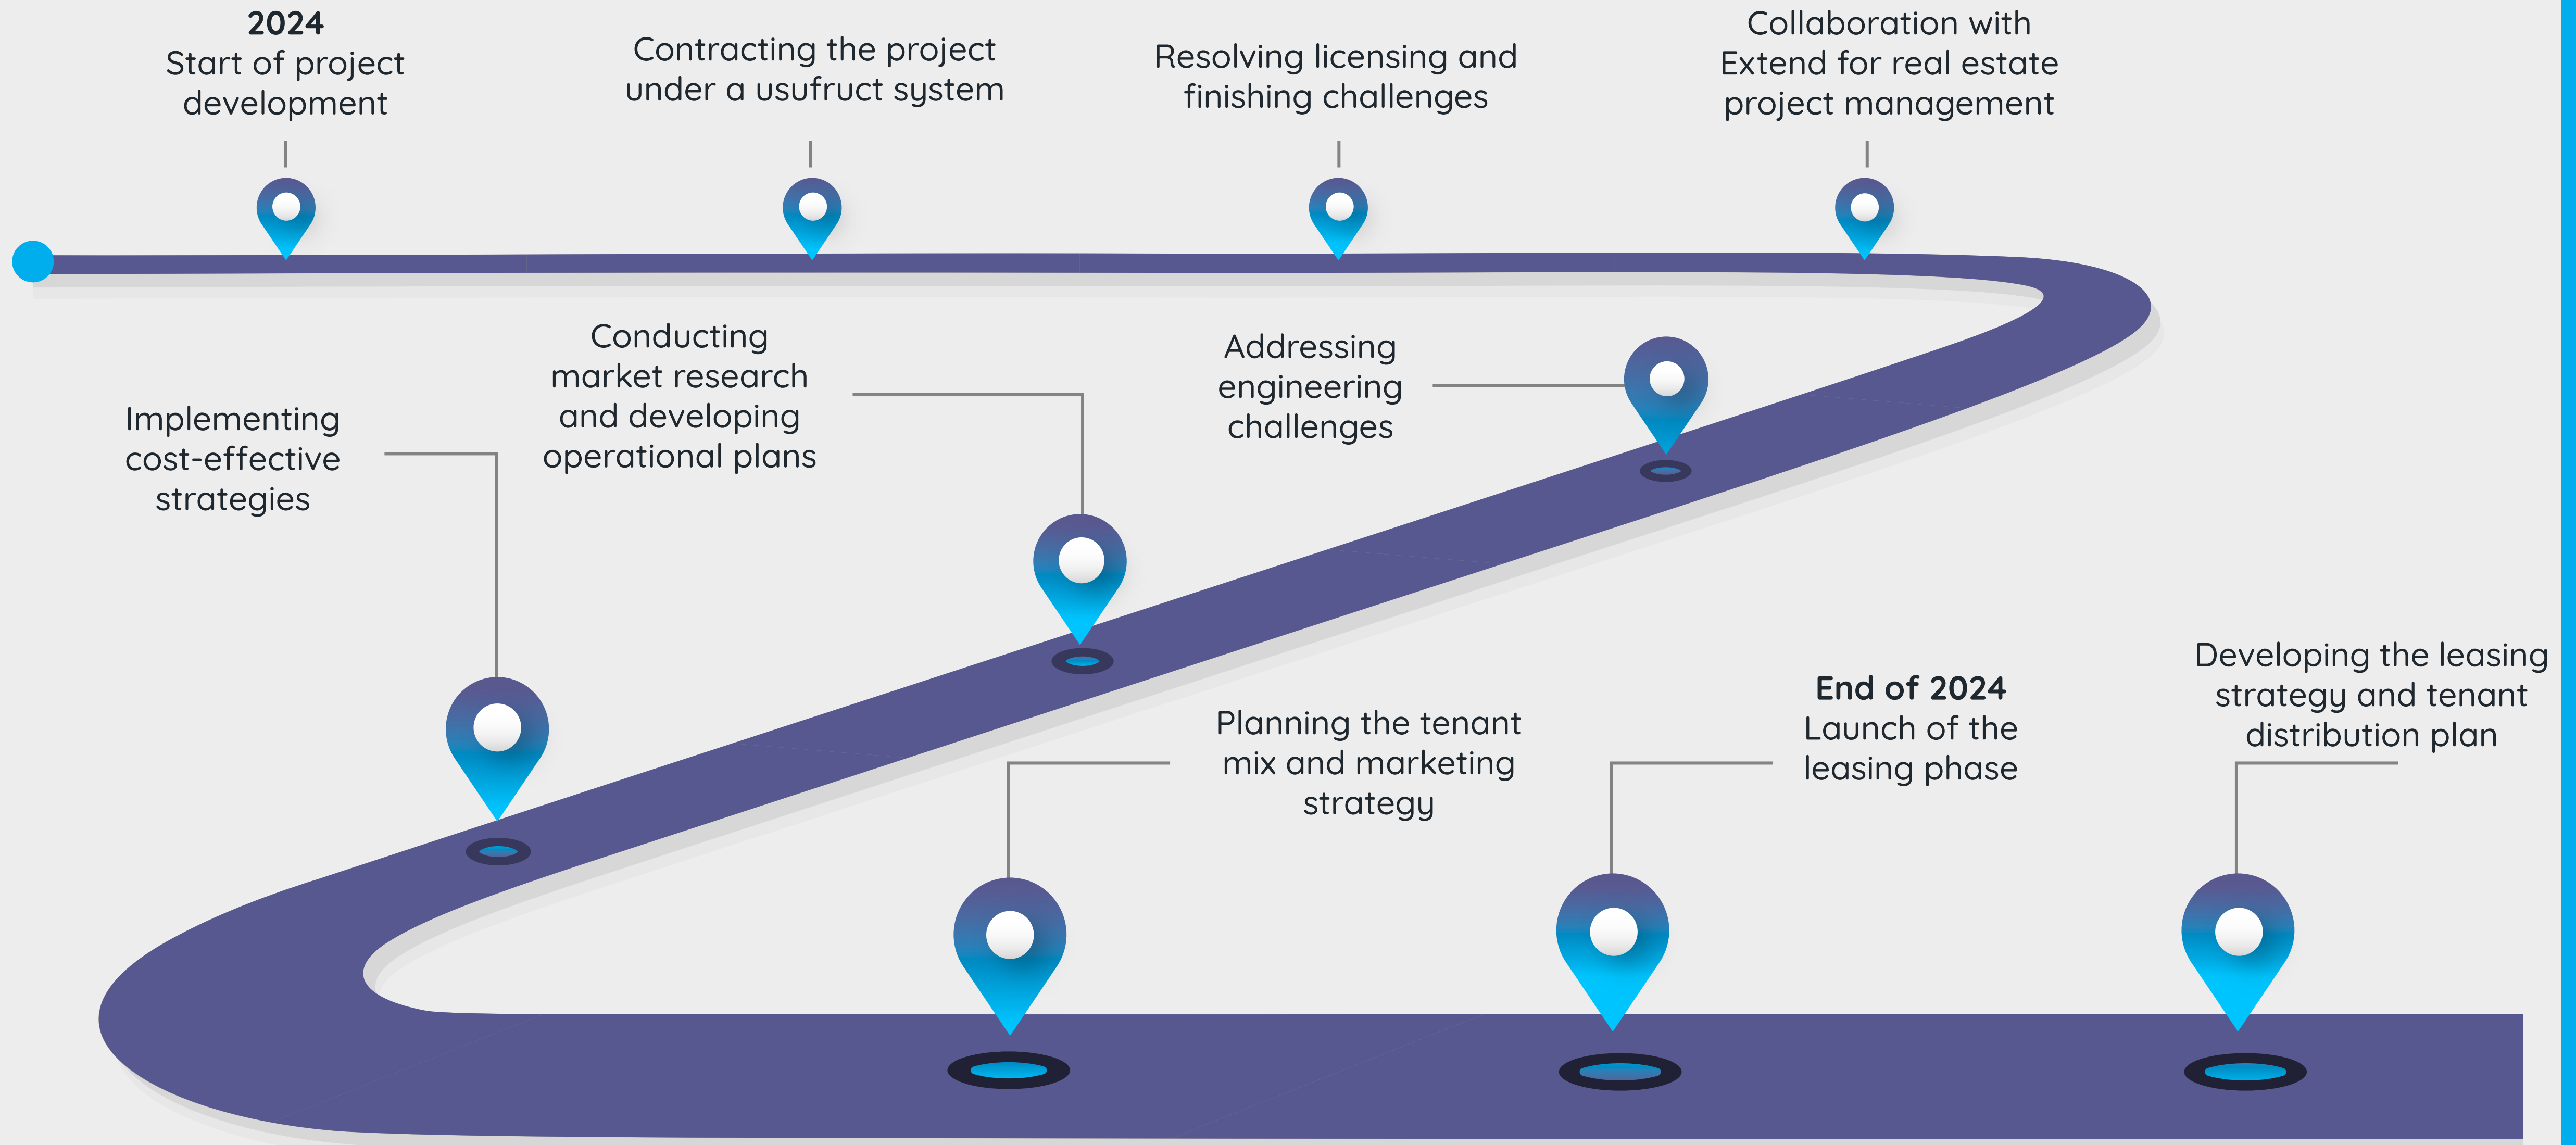 2024
Start of project
development
Contracting the project
under a usufruct system
Resolving licensing and
finishing challenges
Collaboration with
Extend for real estate
project management
Addressing
engineering
challenges
Conducting
market research
and developing
operational plans
Implementing
cost-effective
strategies
Planning the tenant
mix and marketing
strategy
End of 2024
Launch of the
leasing phase
Developing the leasing
strategy and tenant
distribution plan